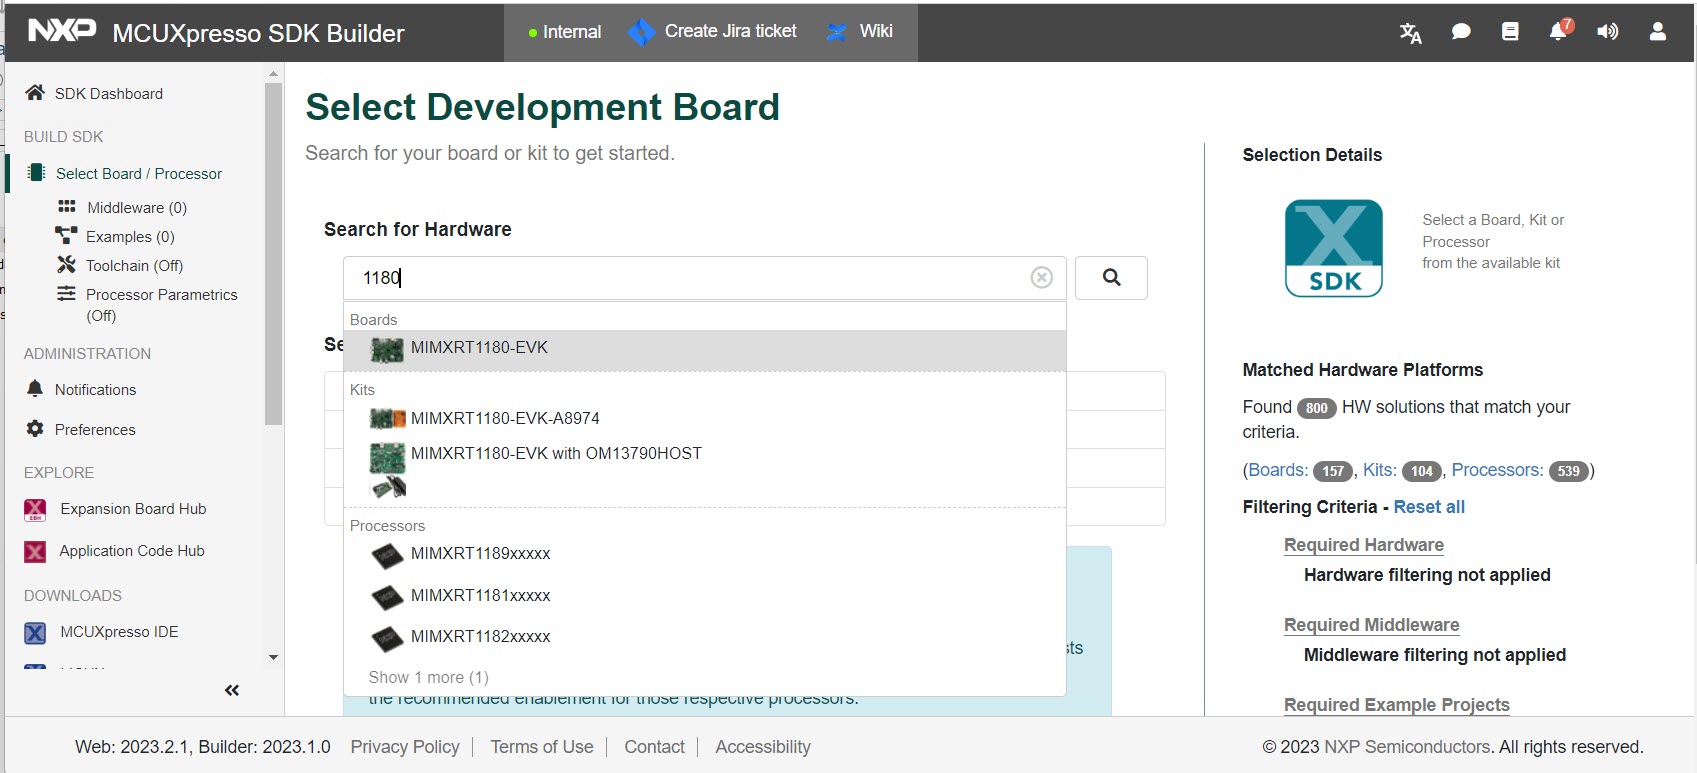 NXP MCUXpresso SDK Builder
Internal
Create Jira ticket
Wiki
7
SDK Dashboard
BUILD SDK
Select Board / Processor
Middleware (0)
Examples (0)
Toolchain (Off)
Processor Parametrics
(Off)
ADMINISTRATION
Notifications
Preferences
EXPLORE
Expansion Board Hub
Application Code Hub
DOWNLOADS
MCUXpresso IDE
Select Development Board
Search for your board or kit to get started.
Search for Hardware
1180
Boards
MIMXRT1180-EVK
Kits
MIMXRT1180-EVK-A8974
MIMXRT1180-EVK with OM13790HOST
Processors
MIMXRT1189xxxxx
MIMXRT1181xxxxx
MIMXRT1182xxxxx
Show 1 more (1)
the recommended enablement for those respective processors.
Selection Details
SDK
Select a Board, Kit or
Processor
from the available kit
Matched Hardware Platforms
Found 800 HW solutions that match your
criteria.
(Boards: 157, Kits: 104, Processors: 539)
Filtering Criteria - Reset all
Required Hardware
Hardware filtering not applied
Required Middleware
Middleware filtering not applied
Required Example Projects
Web: 2023.2.1, Builder: 2023.1.0
Privacy Policy
Terms of Use
Contact
Accessibility
© 2023 NXP Semiconductors. All rights reserved.